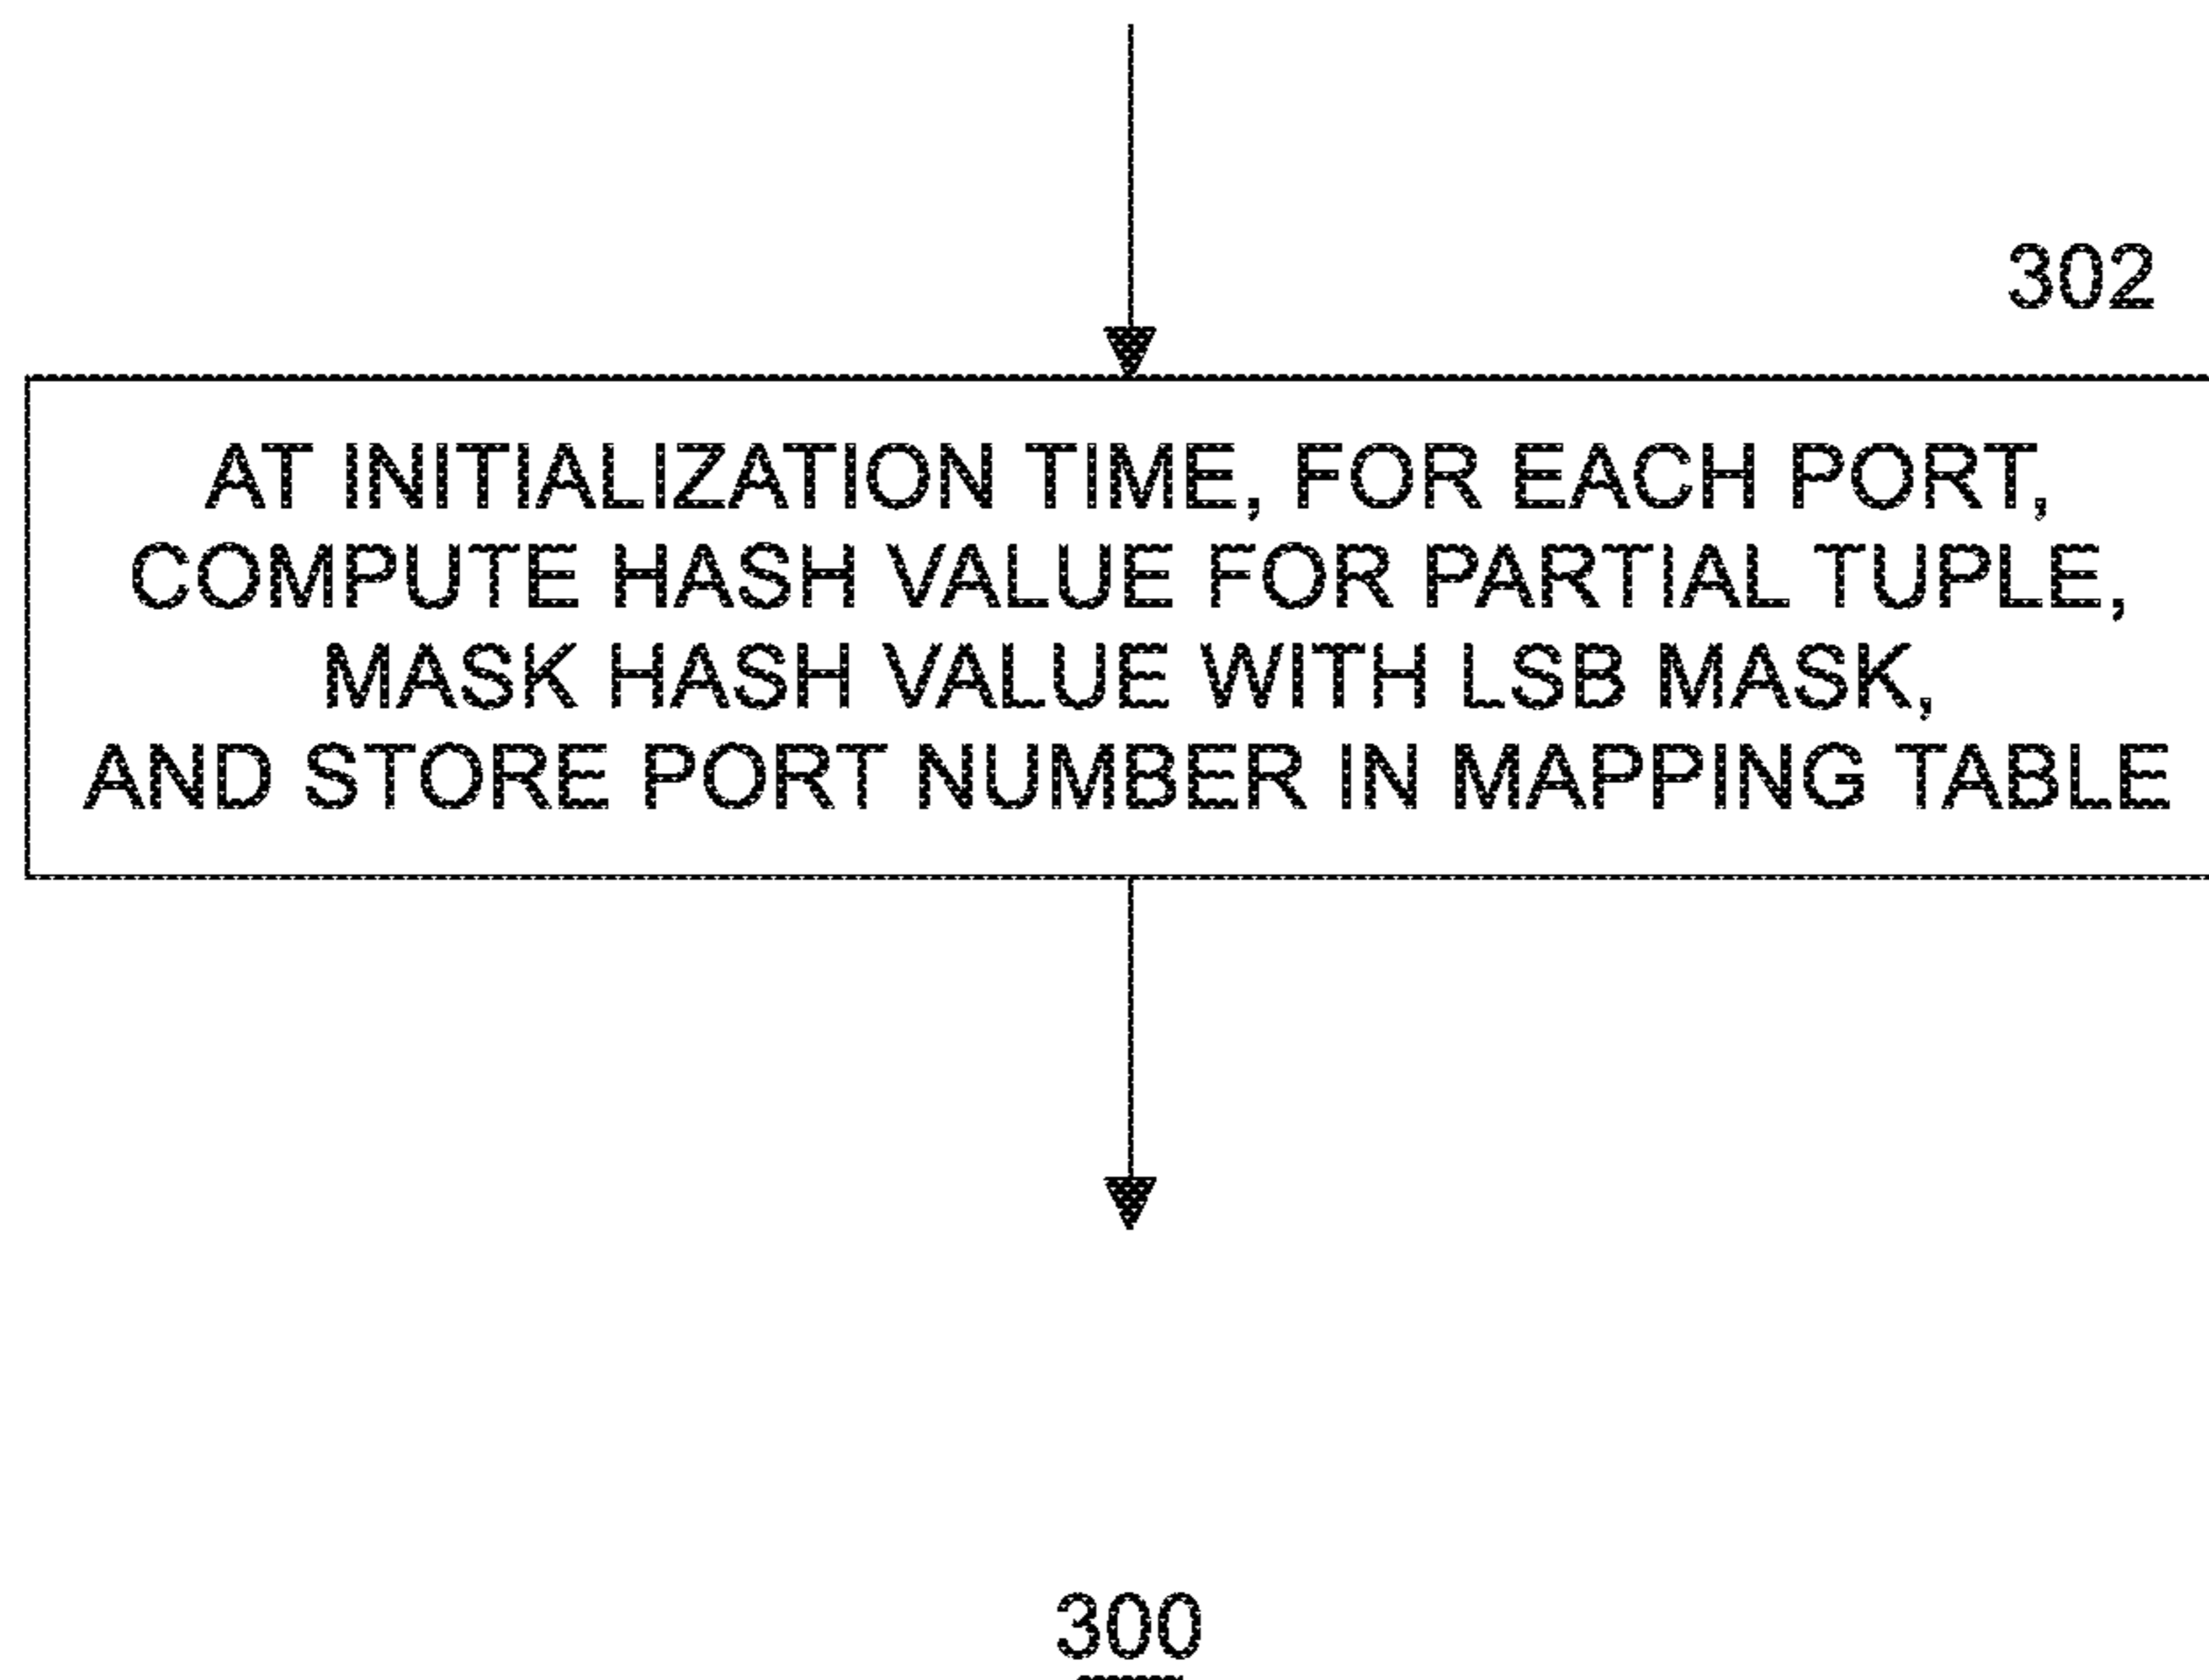 302
AT INITIALIZATION TIME, FOR EACH PORT,
COMPUTE HASH VALUE FOR PARTIAL TUPLE,
MASK HASH VALUE WITH LSB MASK,
AND STORE PORT NUMBER IN MAPPING TABLE
300